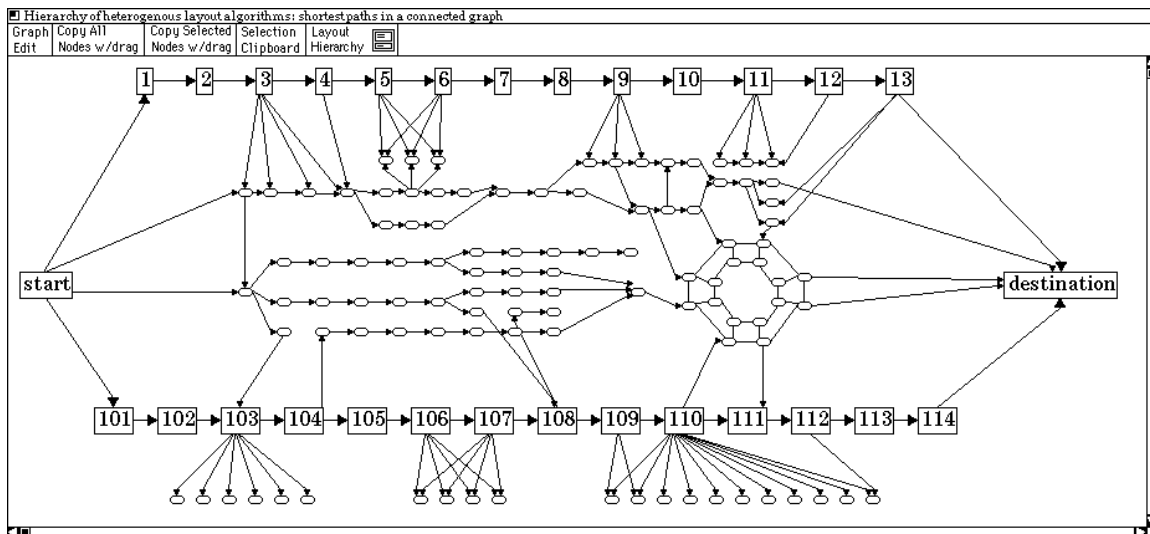 Hierarchy of heterogenous layout algorithms: shortest paths in a connected graph
Graph Copy All Copy Selected Selection Layout
Edit Nodes w/drag Nodes w/drag Clipboard Hierarchy
1 2 3 4 5 6 7 8 9 10 11 12 13
start destination
101 102 103 104 105 106 107 108 109 110 111 112 113 114